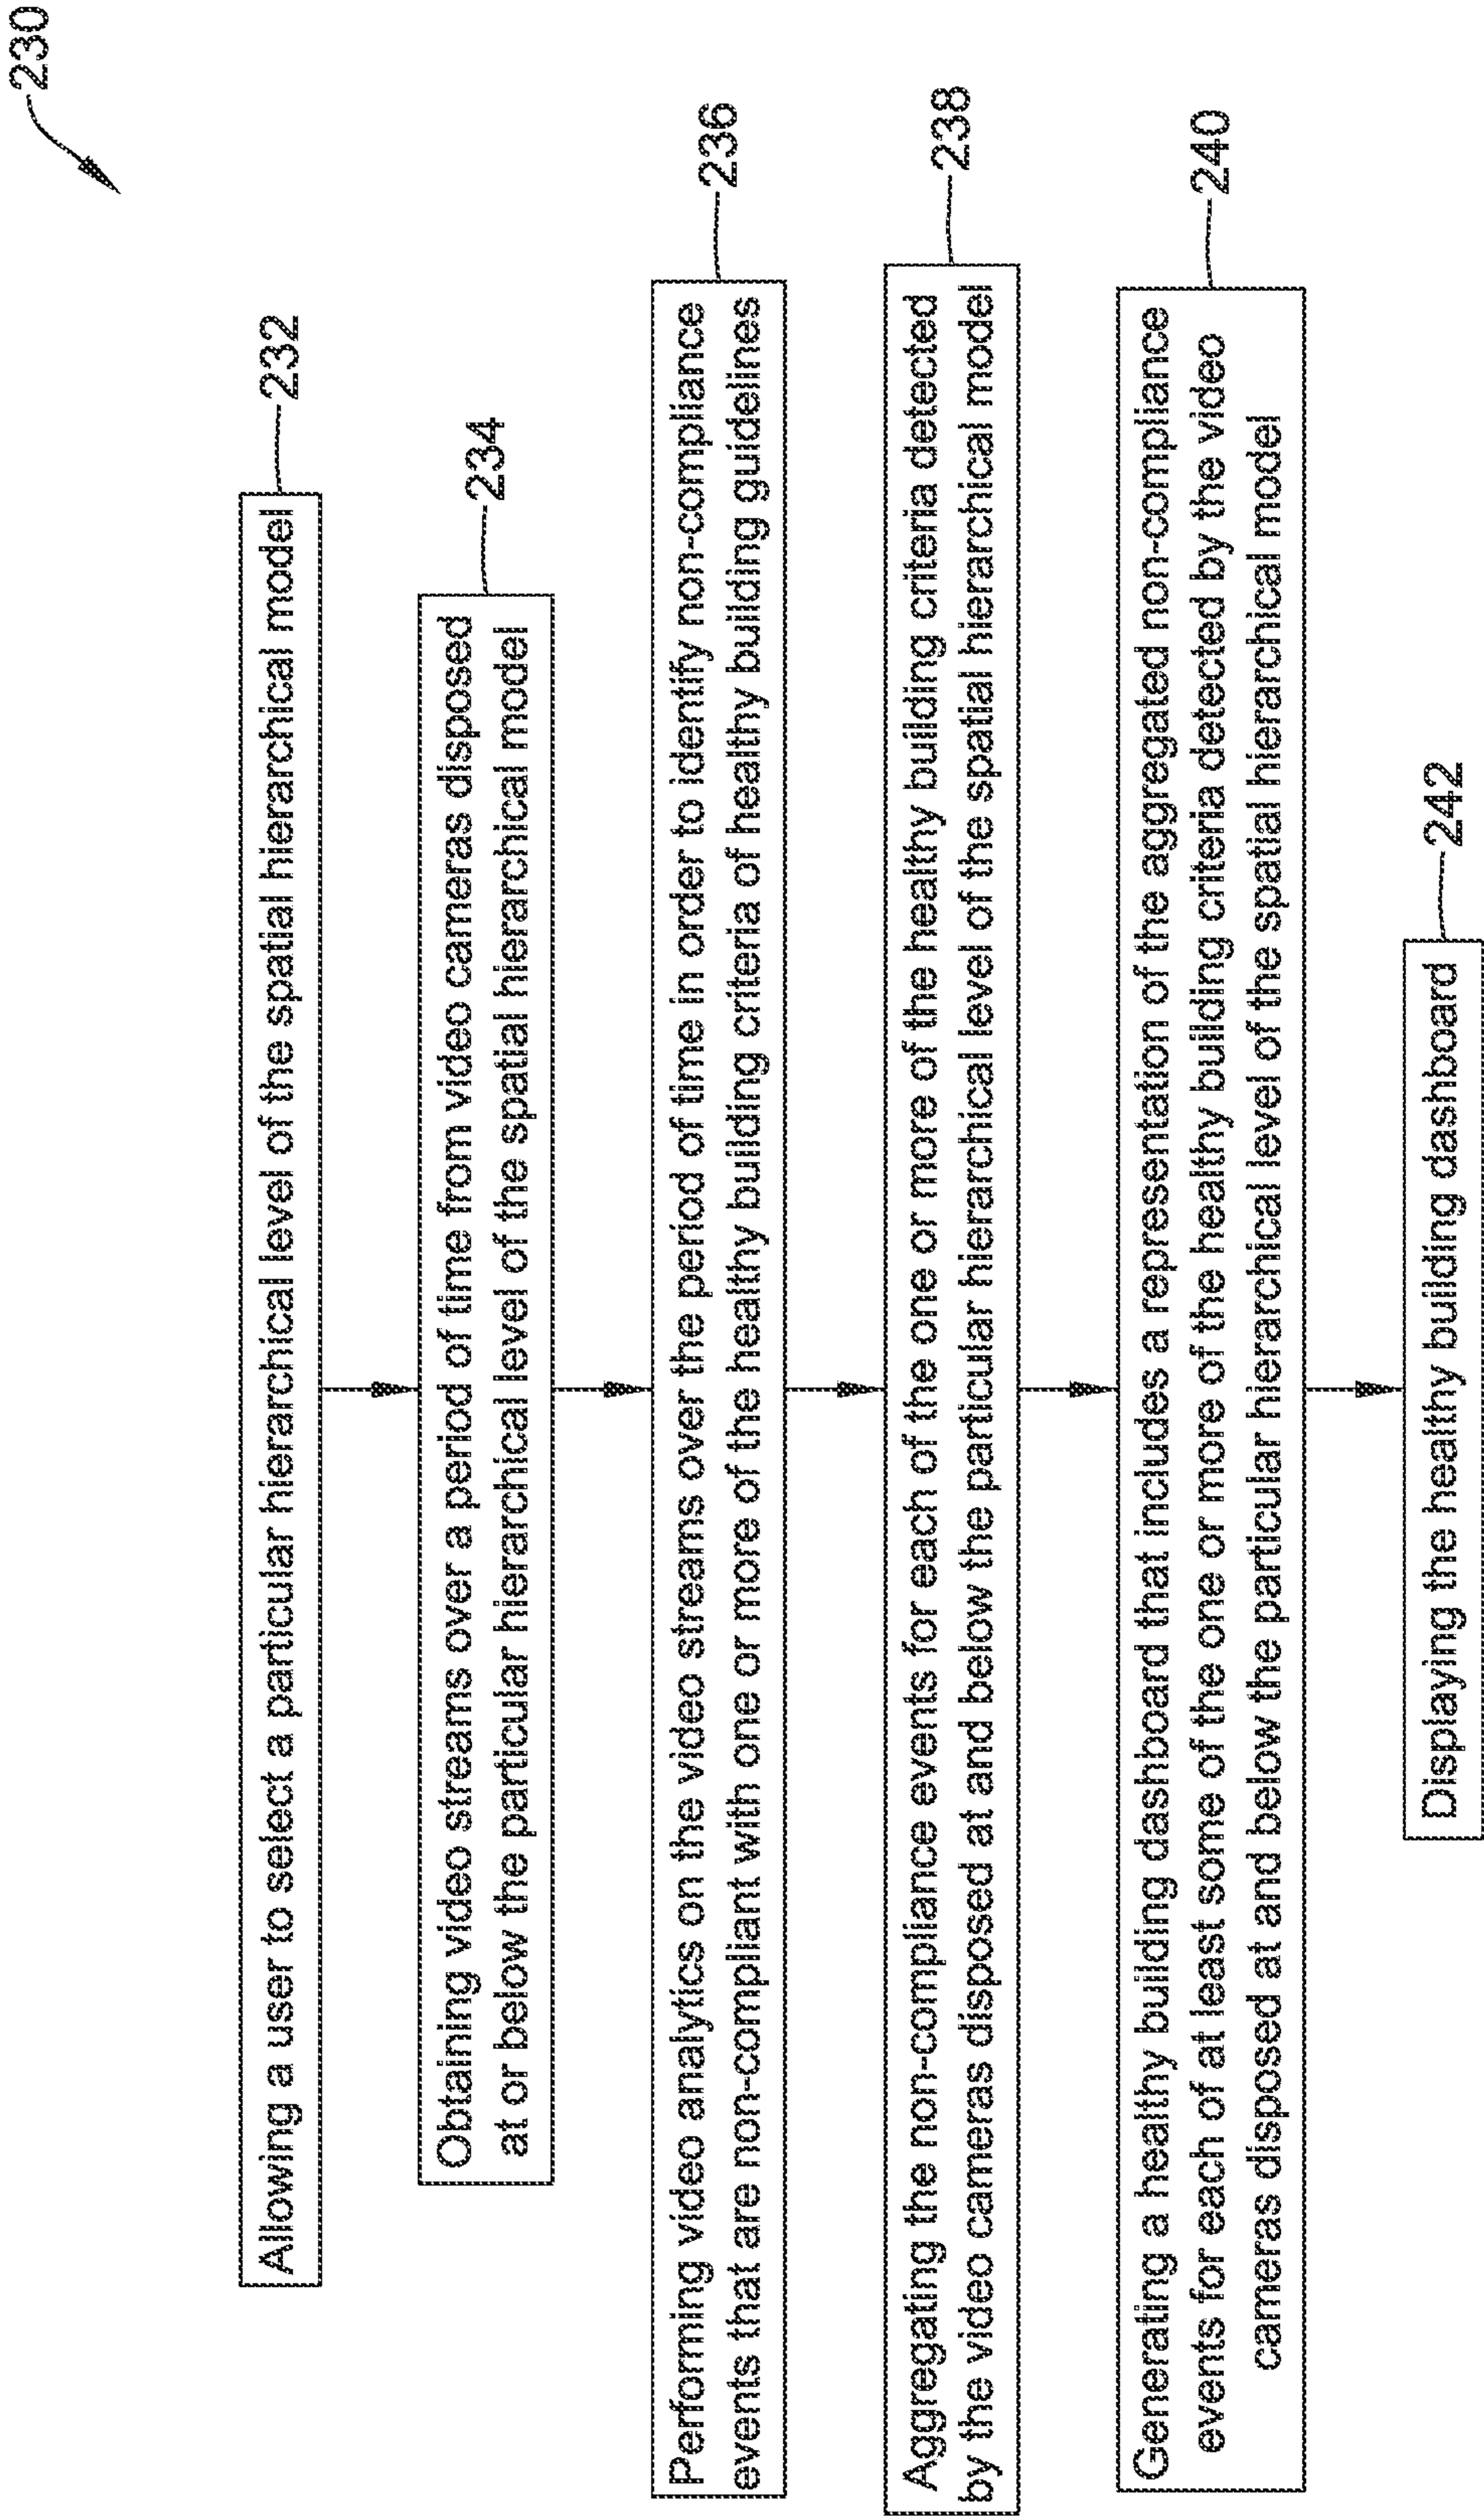 230
Allowing a user to select a particular hierarchical level of the spatial hierarchical model
232
Obtaining video streams over a period of time from video cameras disposed
at or below the particular hierarchical level of the spatial hierarchical model
234
Performing video analytics on the video streams over the period of time in order to identify non-compliance
events that are non-compliant with one or more of the healthy building criteria of healthy building guidelines
236
Aggregating the non-compliance events for each of the one or more of the healthy building criteria detected
by the video cameras disposed at and below the particular hierarchical level of the spatial hierarchical model
238
Generating a healthy building dashboard that includes a representation of the aggregated non-compliance
events for each of at least some of the one or more of the healthy building criteria detected by the video
cameras disposed at and below the particular hierarchical level of the spatial hierarchical model
240
Displaying the healthy building dashboard
242